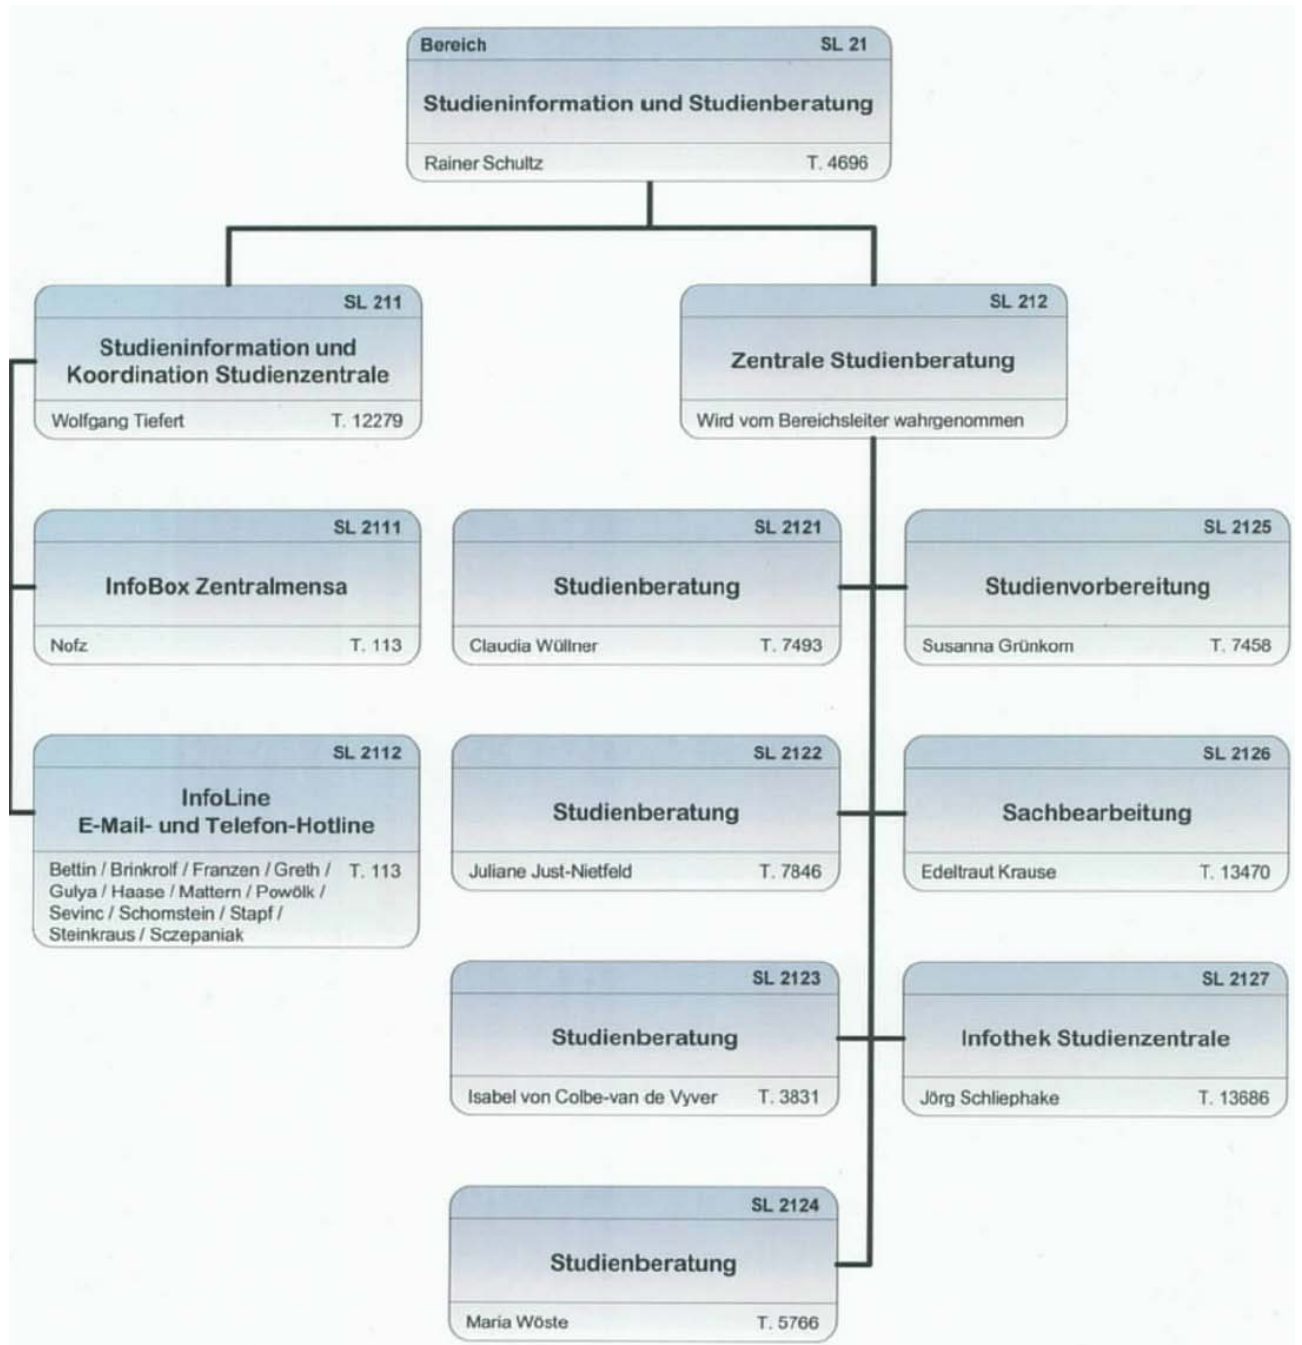 Bereich SL 21
Studieninformation und Studienberatung
Rainer Schultz T. 4696
SL 211
Studieninformation und
Koordination Studienzentrale
Wolfgang Tiefert T. 12279
SL 212
Zentrale Studienberatung
Wird vom Bereichsleiter wahrgenommen
SL 2111
InfoBox Zentralmensa
Nofz T. 113
SL 2121
Studienberatung
Claudia Wüllner T. 7493
SL 2125
Studienvorbereitung
Susanna Grünkorn T. 7458
SL 2112
InfoLine
E-Mail- und Telefon-Hotline
Bettin / Brinkrolf / Franzen / Greth / T. 113
Gulya / Haase / Mattern / Powölk /
Sevinc / Schomstein / Stapf /
Steinkraus / Sczepaniak
SL 2122
Studienberatung
Juliane Just-Nietfeld T. 7846
SL 2126
Sachbearbeitung
Edeltraut Krause T. 13470
SL 2123
Studienberatung
Isabel von Colbe-van de Vyver T. 3831
SL 2127
Infothek Studienzentrale
Jörg Schliephake T. 13686
SL 2124
Studienberatung
Maria Wöste T. 5766